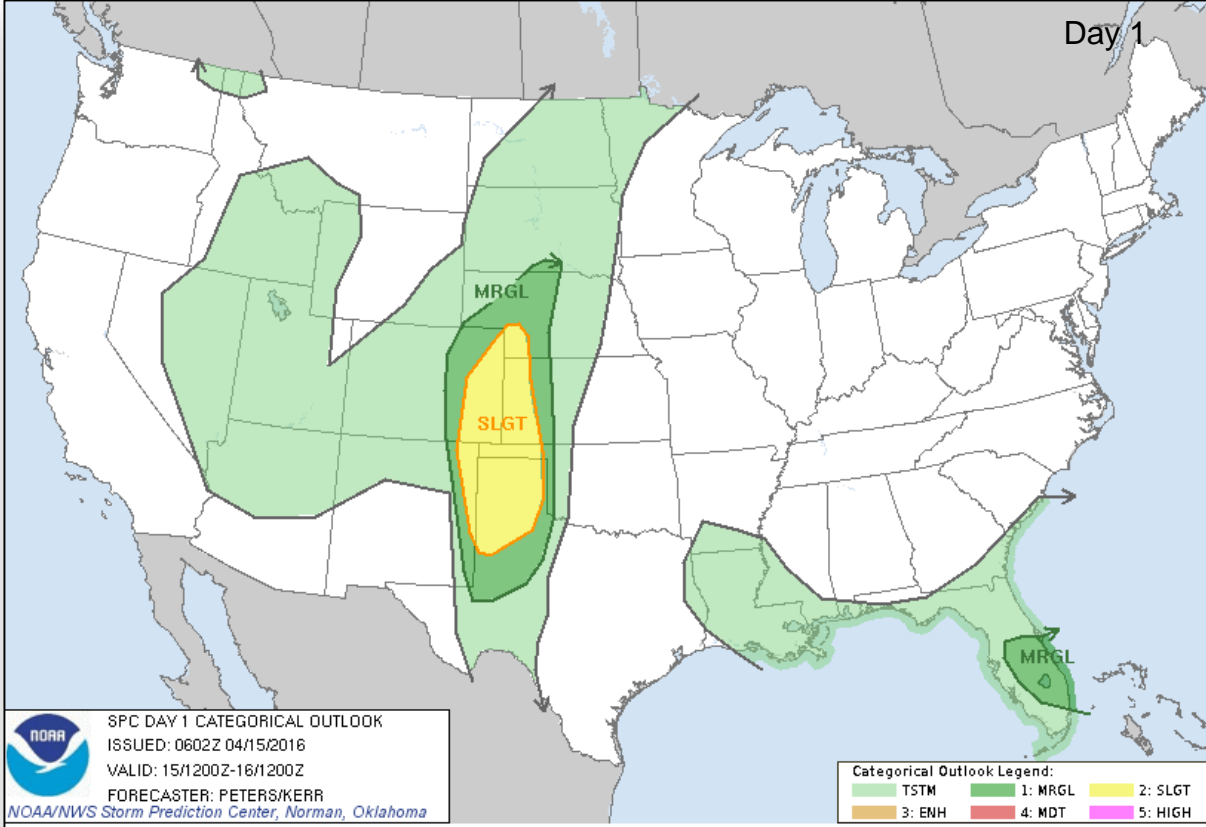 Day 1
MRGL
SLGT
MRGL
NOAA
SPC DAY 1 CATEGORICAL OUTLOOK
ISSUED: 0602Z 04/15/2016
VALID: 15/1200Z-16/1200Z
FORECASTER: PETERS/KERR
NOAA/NWS Storm Prediction Center, Norman, Oklahoma
Categorical Outlook Legend:
TSTM 1: MRGL 2: SLGT
3: ENH 4: MDT 5: HIGH